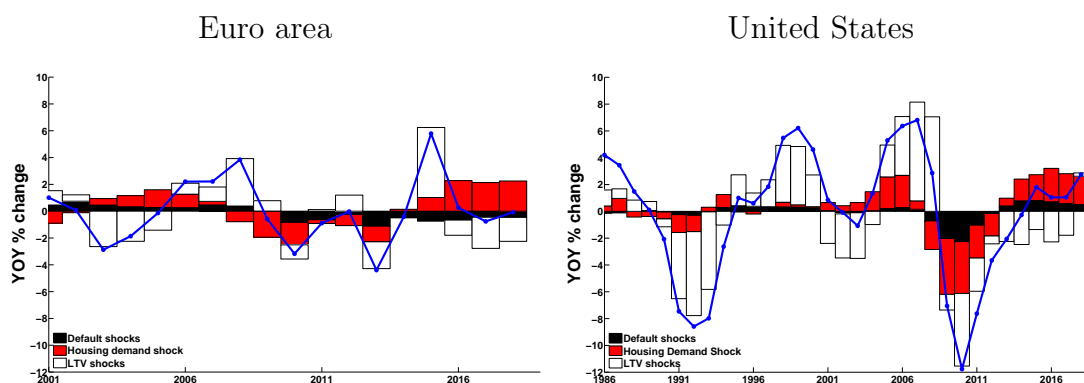 Euro area
YOY % change
10
8
6
4
2
0
−2
−4
−6
−8
−10
−12
Default shocks
Housing demand shock
LTV shocks
2001 2006 2011 2016
United States
YOY % change
10
8
6
4
2
0
−2
−4
−6
−8
−10
−12
Default shocks
Housing Demand Shock
LTV shocks
1986 1991 1996 2001 2006 2011 2016